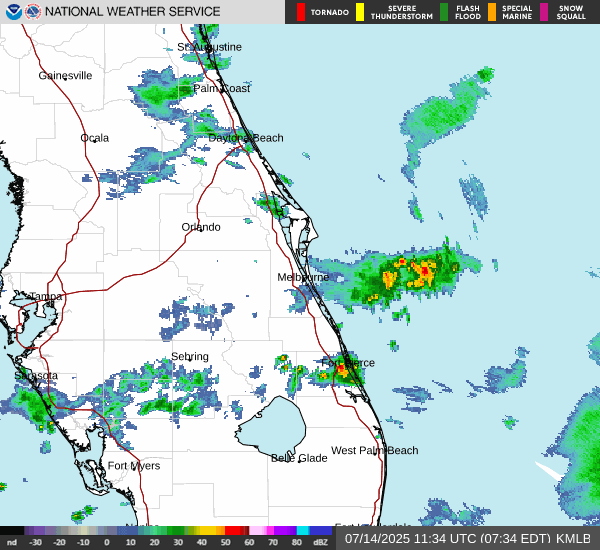 NATIONAL WEATHER SERVICE
TORNADO
SEVERE THUNDERSTORM
FLASH FLOOD
SPECIAL MARINE
SNOW SQUALL
St. Augustine
Gainesville
Palm Coast
Ocala
Daytona Beach
Orlando
Melbourne
Tampa
Sebring
Fort Pierce
Sarasota
West Palm Beach
Belle Glade
Fort Myers
nd -30 -20 -10 0 10 20 30 40 50 60 70 80 dBZ
07/14/2025 11:34 UTC (07:34 EDT) KMLB